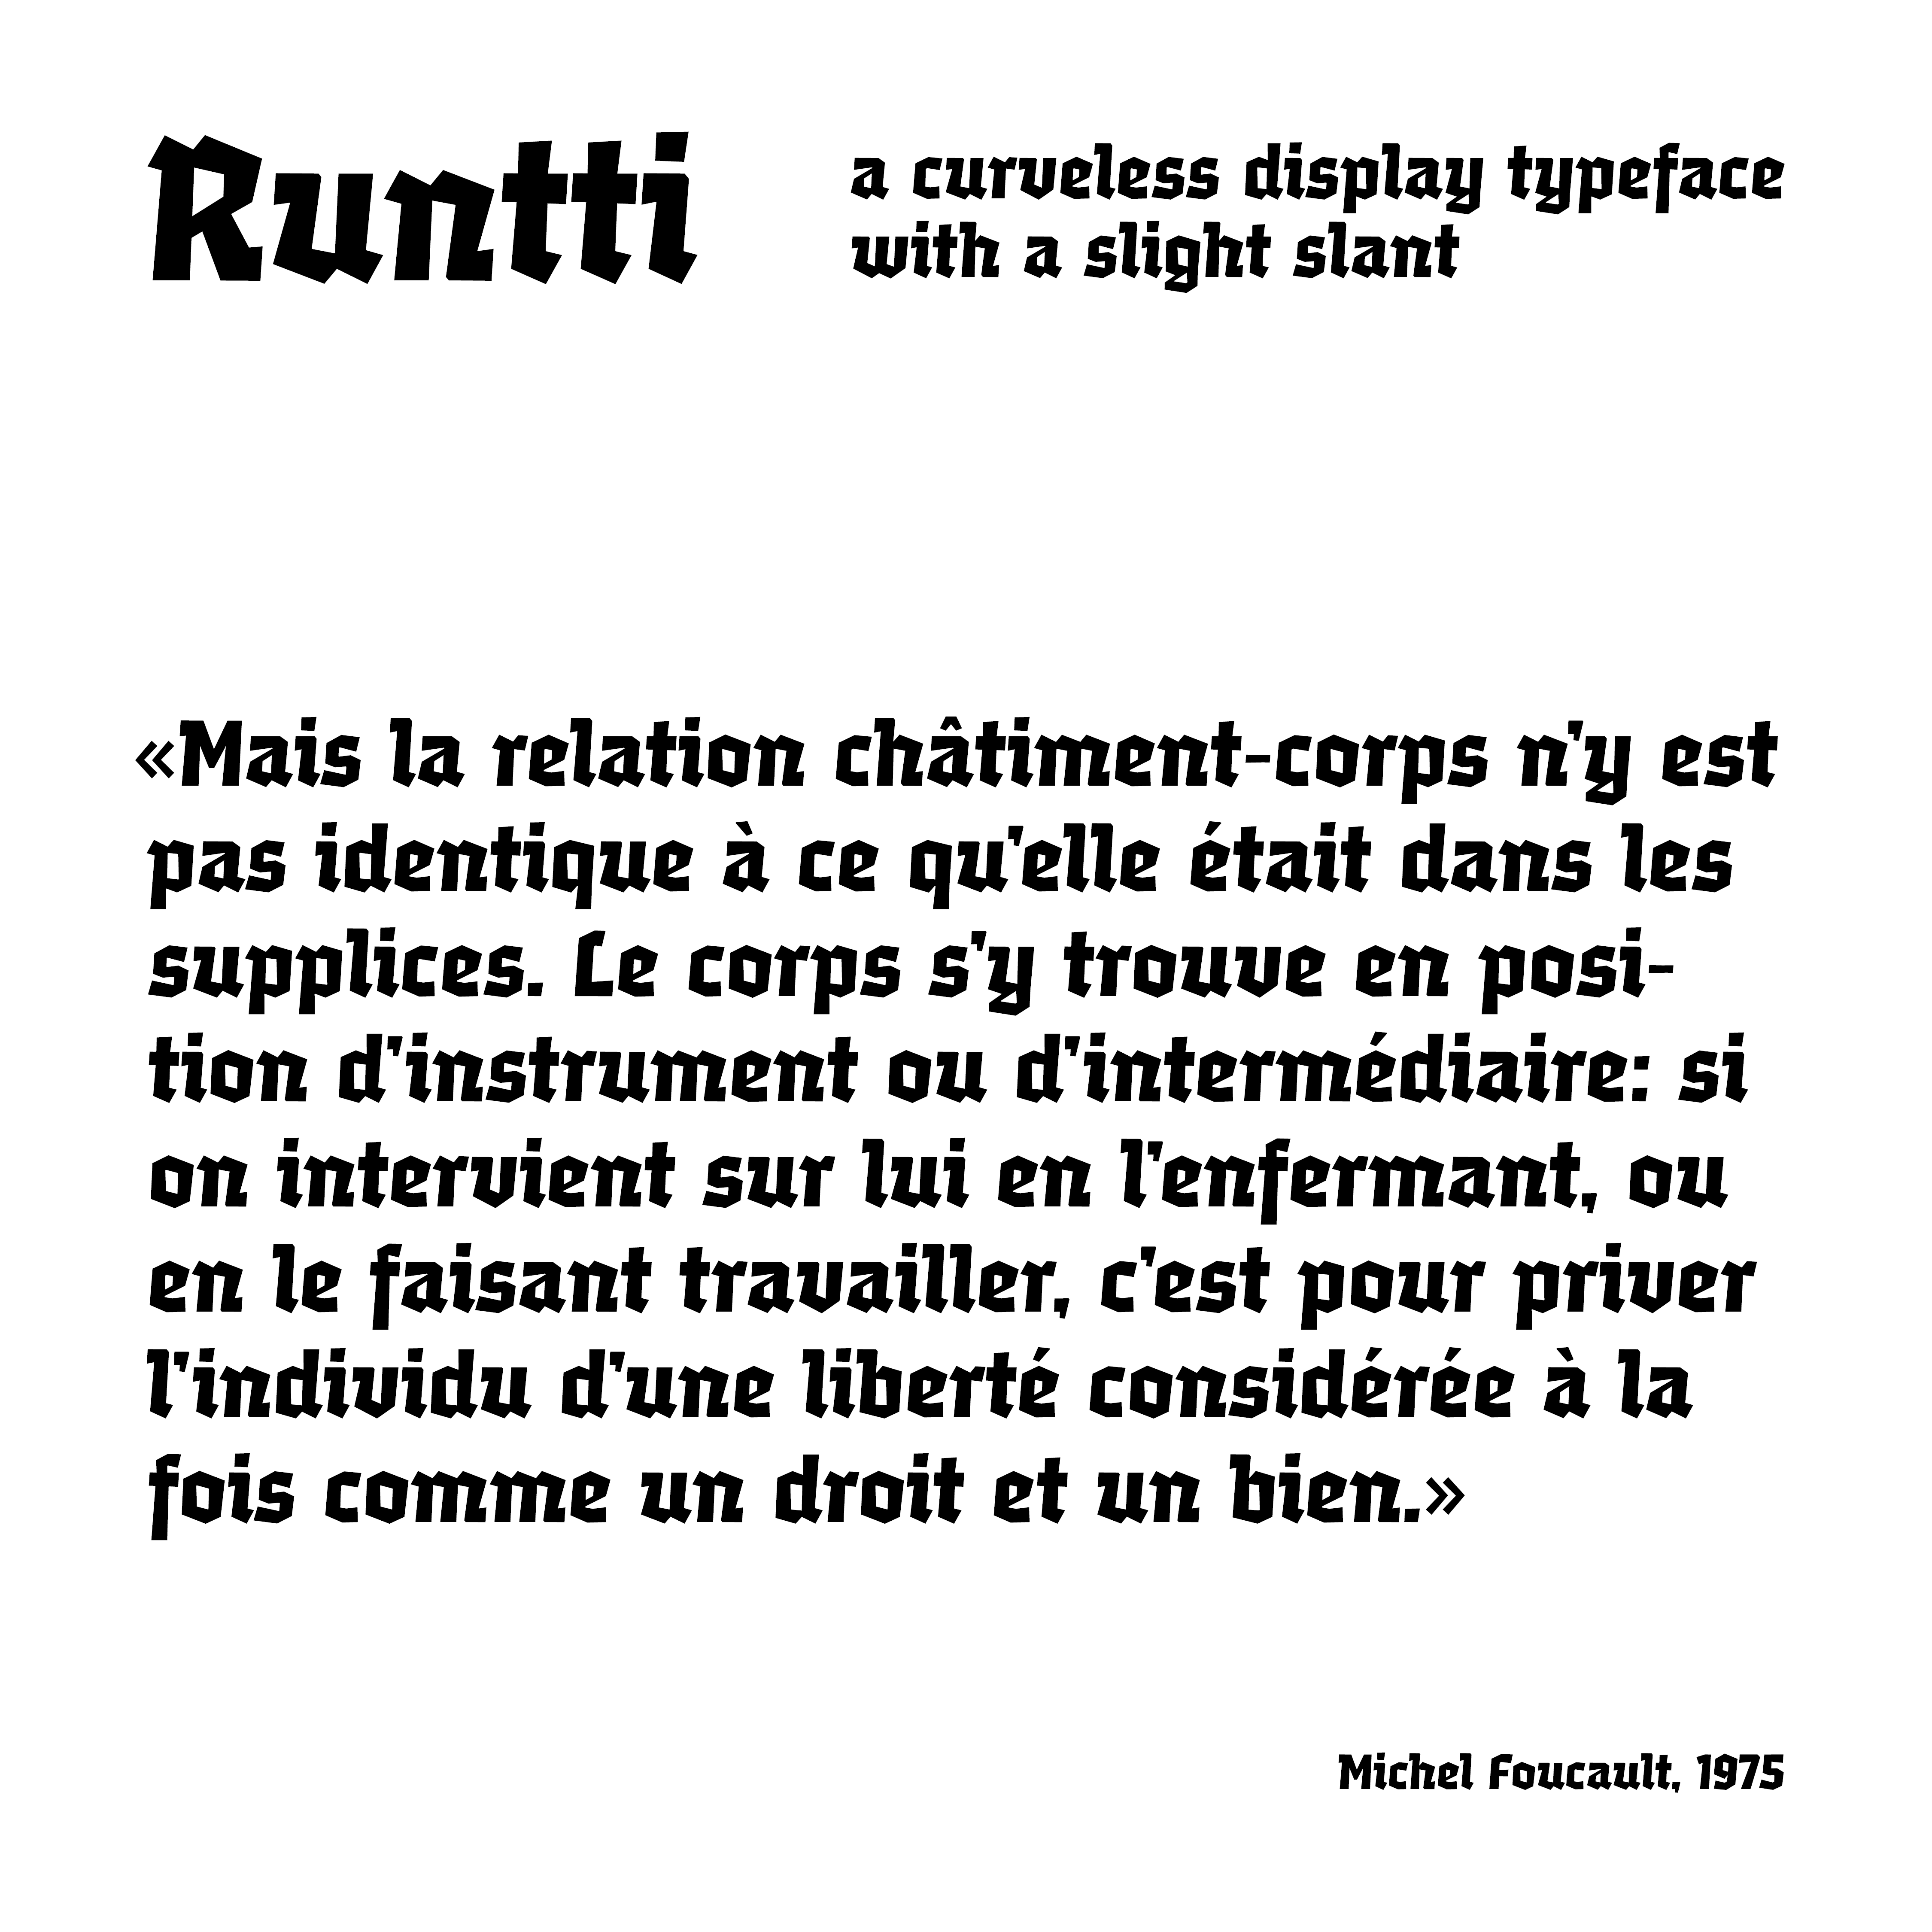 Runtti
a curveless display typeface
with a slight slant
«Mais la relation châtiment-corps n’y est
pas identique à ce qu’elle était dans les
supplices. Le corps s’y trouve en posi-
tion d’instrument ou d’intermédiaire: si
on intervient sur lui en l’enfermant, ou
en le faisant travailler, c’est pour priver
l’individu d’une liberté considérée à la
fois comme un droit et un bien.»
Michel Foucault, 1975